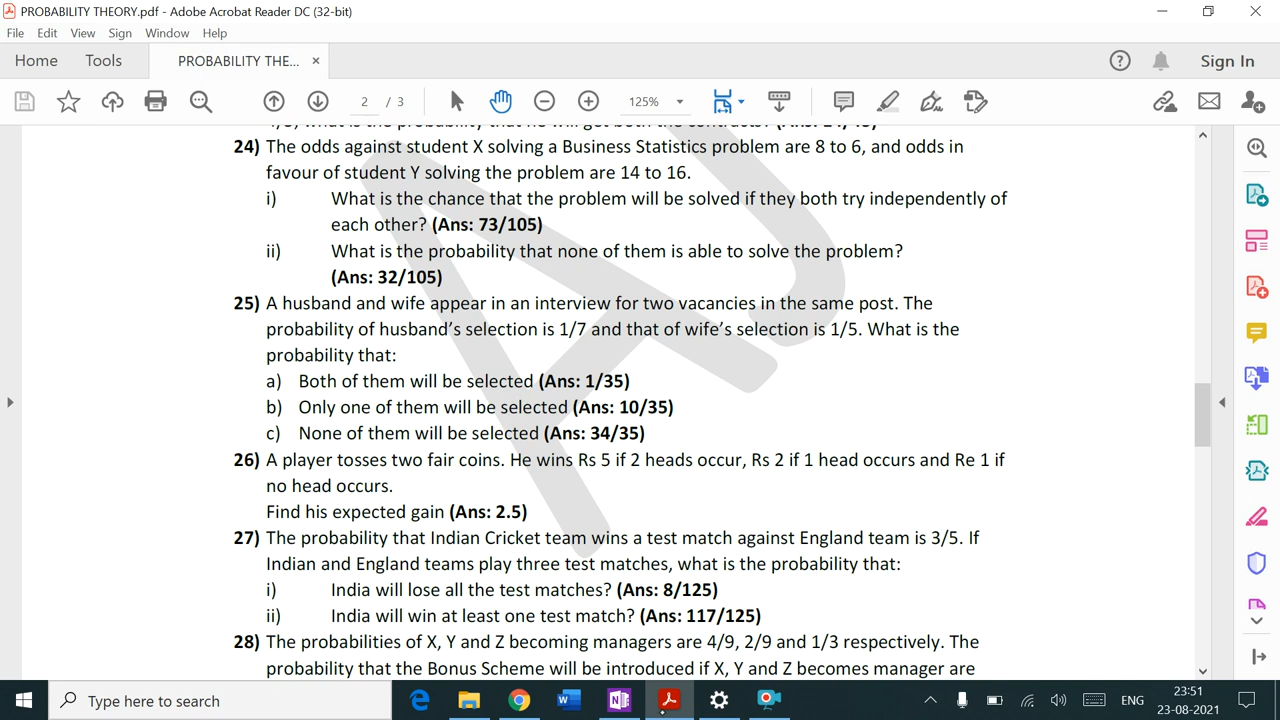 PROBABILITY THEORY.pdf - Adobe Acrobat Reader DC (32-bit)
File Edit View Sign Window Help
Home Tools PROBABILITY THE... × Sign In
2 / 3 125%
24) The odds against student X solving a Business Statistics problem are 8 to 6, and odds in
favour of student Y solving the problem are 14 to 16.
i) What is the chance that the problem will be solved if they both try independently of
each other? (Ans: 73/105)
ii) What is the probability that none of them is able to solve the problem?
(Ans: 32/105)
25) A husband and wife appear in an interview for two vacancies in the same post. The
probability of husband's selection is 1/7 and that of wife's selection is 1/5. What is the
probability that:
a) Both of them will be selected (Ans: 1/35)
b) Only one of them will be selected (Ans: 10/35)
c) None of them will be selected (Ans: 34/35)
26) A player tosses two fair coins. He wins Rs 5 if 2 heads occur, Rs 2 if 1 head occurs and Re 1 if
no head occurs.
Find his expected gain (Ans: 2.5)
27) The probability that Indian Cricket team wins a test match against England team is 3/5. If
Indian and England teams play three test matches, what is the probability that:
i) India will lose all the test matches? (Ans: 8/125)
ii) India will win at least one test match? (Ans: 117/125)
28) The probabilities of X, Y and Z becoming managers are 4/9, 2/9 and 1/3 respectively. The
probability that the Bonus Scheme will be introduced if X, Y and Z becomes manager are
Type here to search ENG 23:51
23-08-2021